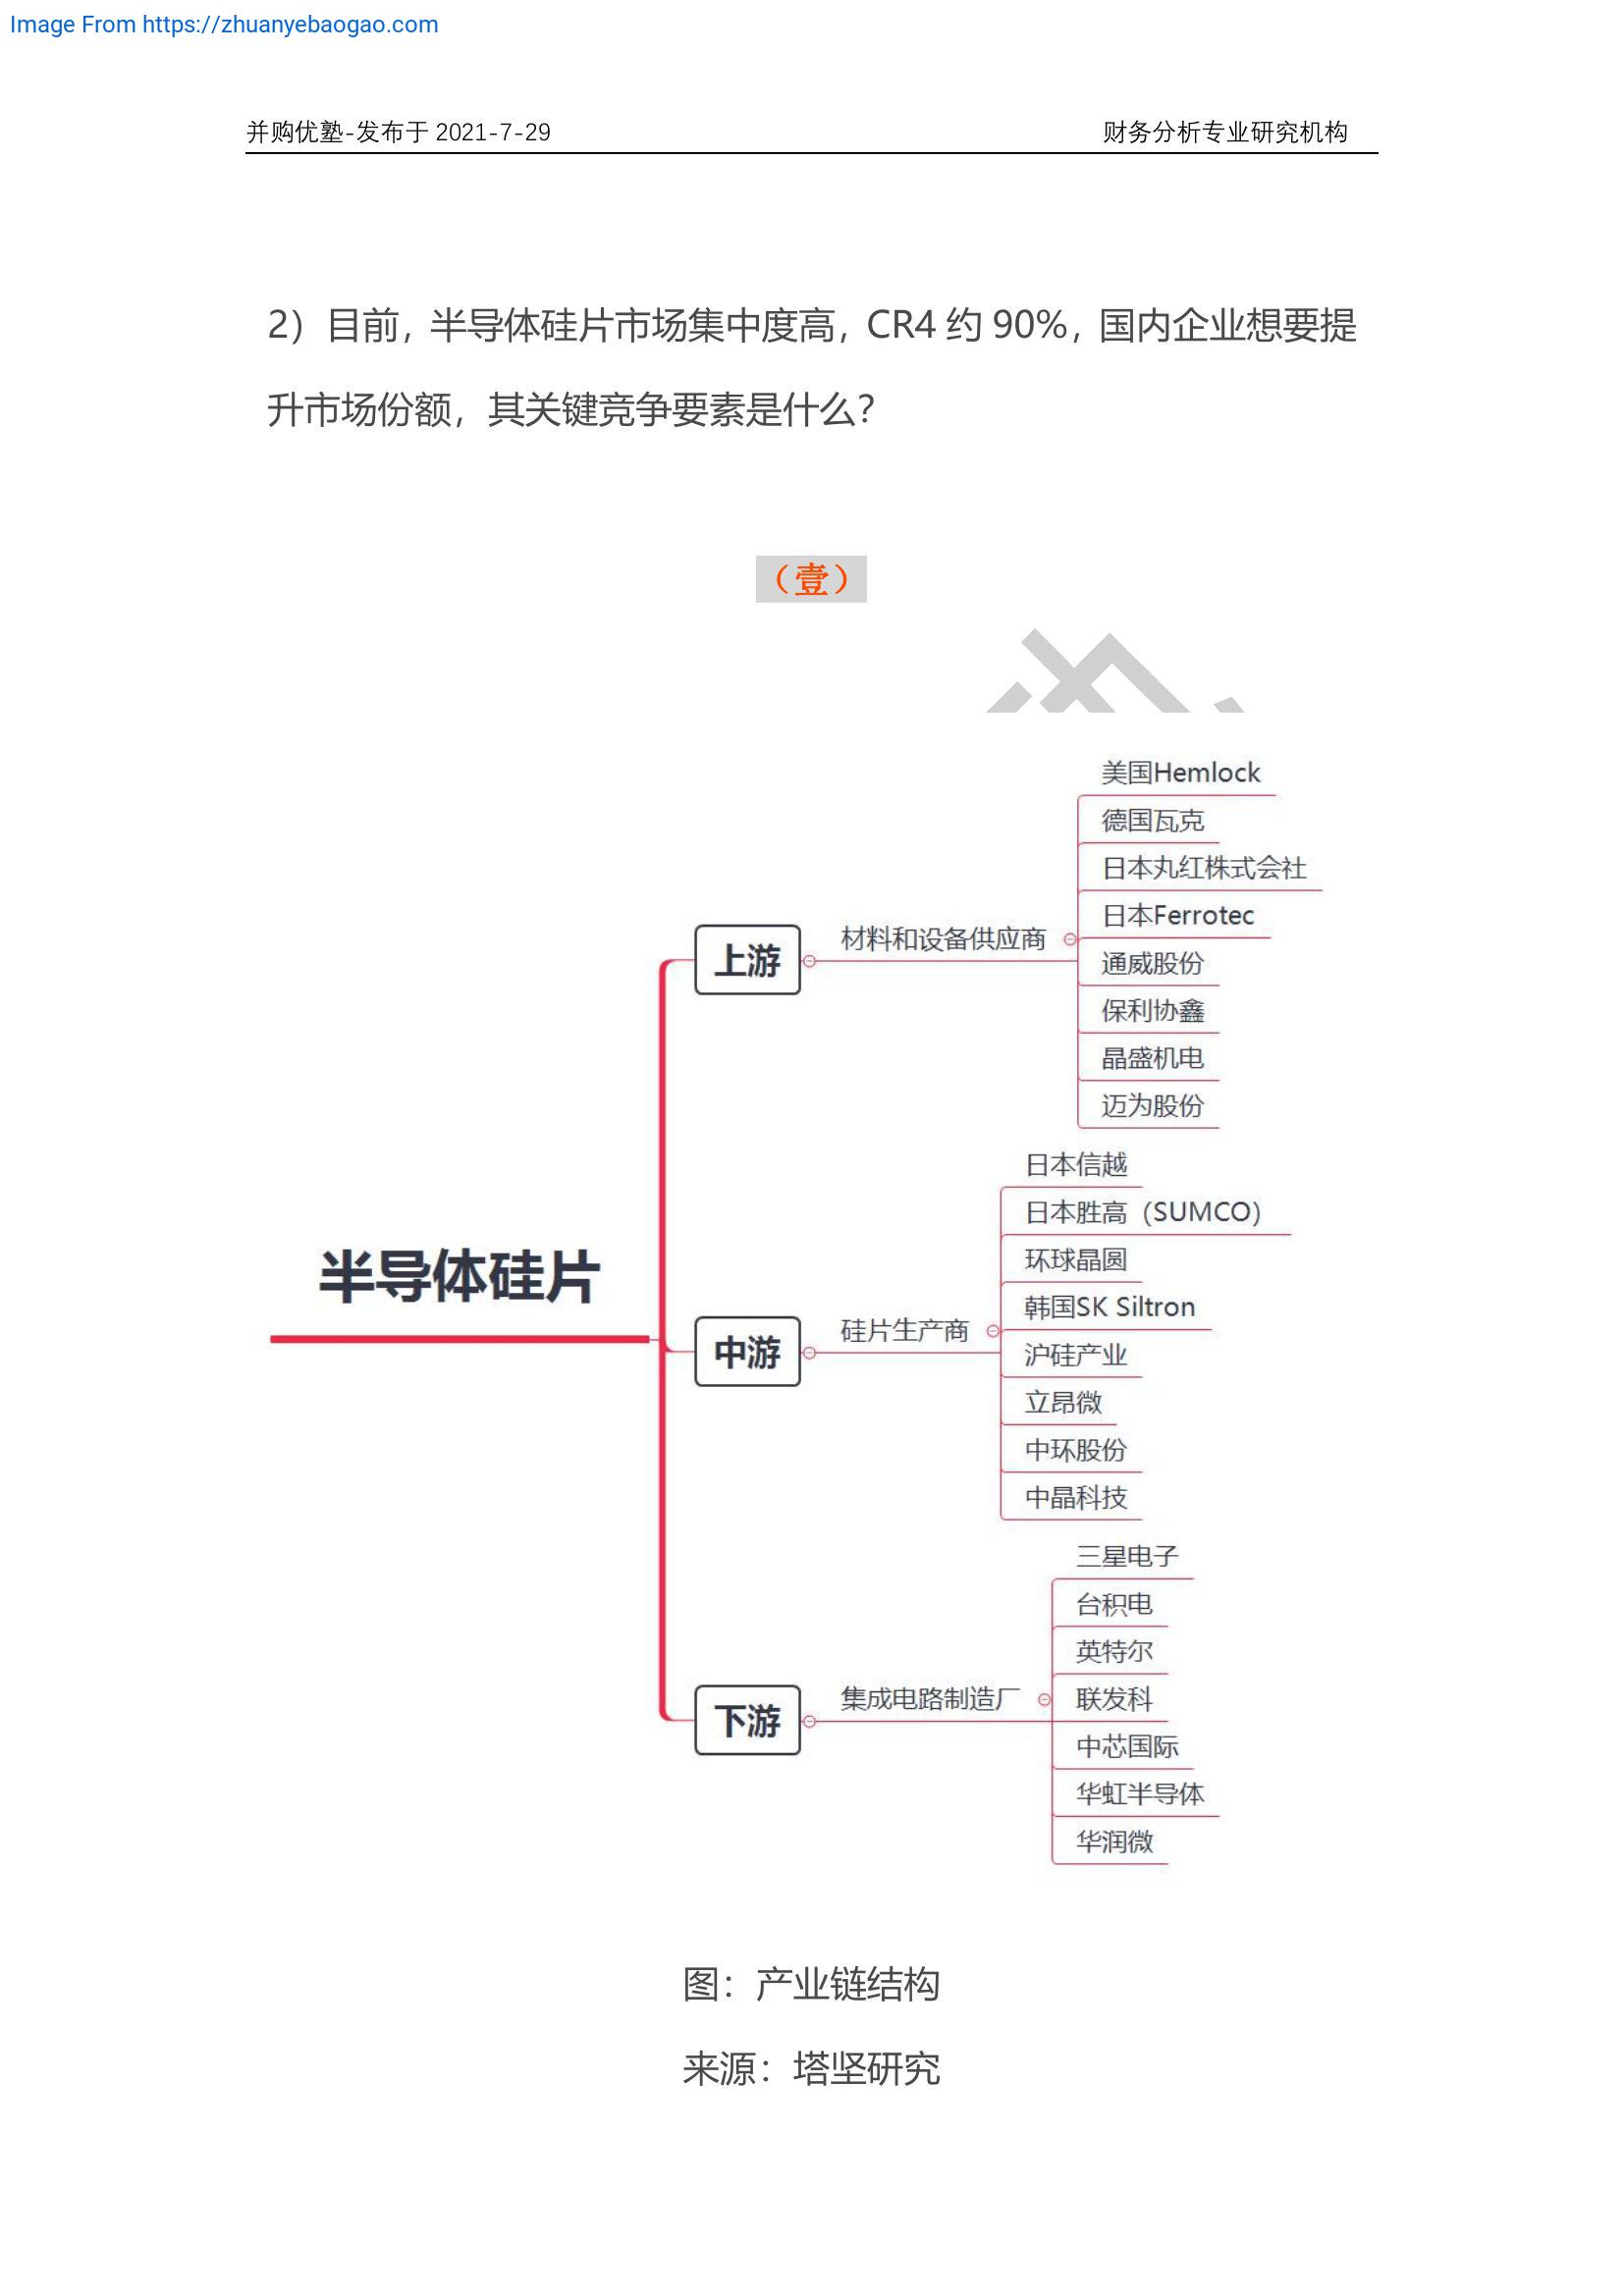 Image From https://zhuanyebaogao.com
并购优塾-发布于 2021-7-29
财务分析专业研究机构
2）目前，半导体硅片市场集中度高，CR4 约 90%，国内企业想要提
升市场份额，其关键竞争要素是什么？
（壹）
半导体硅片
上游
材料和设备供应商
美国Hemlock
德国瓦克
日本丸红株式会社
日本Ferrotec
通威股份
保利协鑫
晶盛机电
迈为股份
中游
硅片生产商
日本信越
日本胜高（SUMCO）
环球晶圆
韩国SK Siltron
沪硅产业
立昂微
中环股份
中晶科技
下游
集成电路制造厂
三星电子
台积电
英特尔
联发科
中芯国际
华虹半导体
华润微
图：产业链结构
来源：塔坚研究